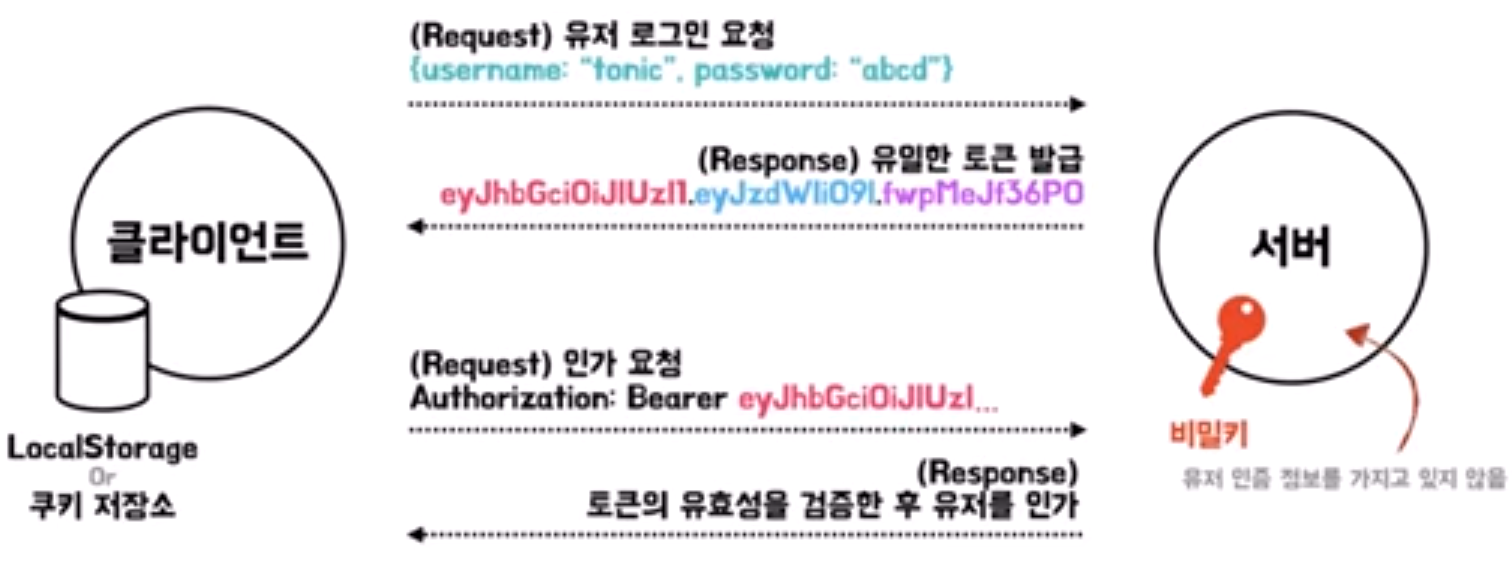 (Request) 유저 로그인 요청
{username: “tonic”, password: “abcd”}
(Response) 유일한 토큰 발급
eyJhbGciOiJIUzI1.eyJzdWIiO9I.fwpMeJf36PO
클라이언트
서버
(Request) 인가 요청
Authorization: Bearer eyJhbGciOiJIUzI...
(Response)
토큰의 유효성을 검증한 후 유저를 인가
LocalStorage
Or
쿠키 저장소
비밀키
유저 인증 정보를 가지고 있지 않음